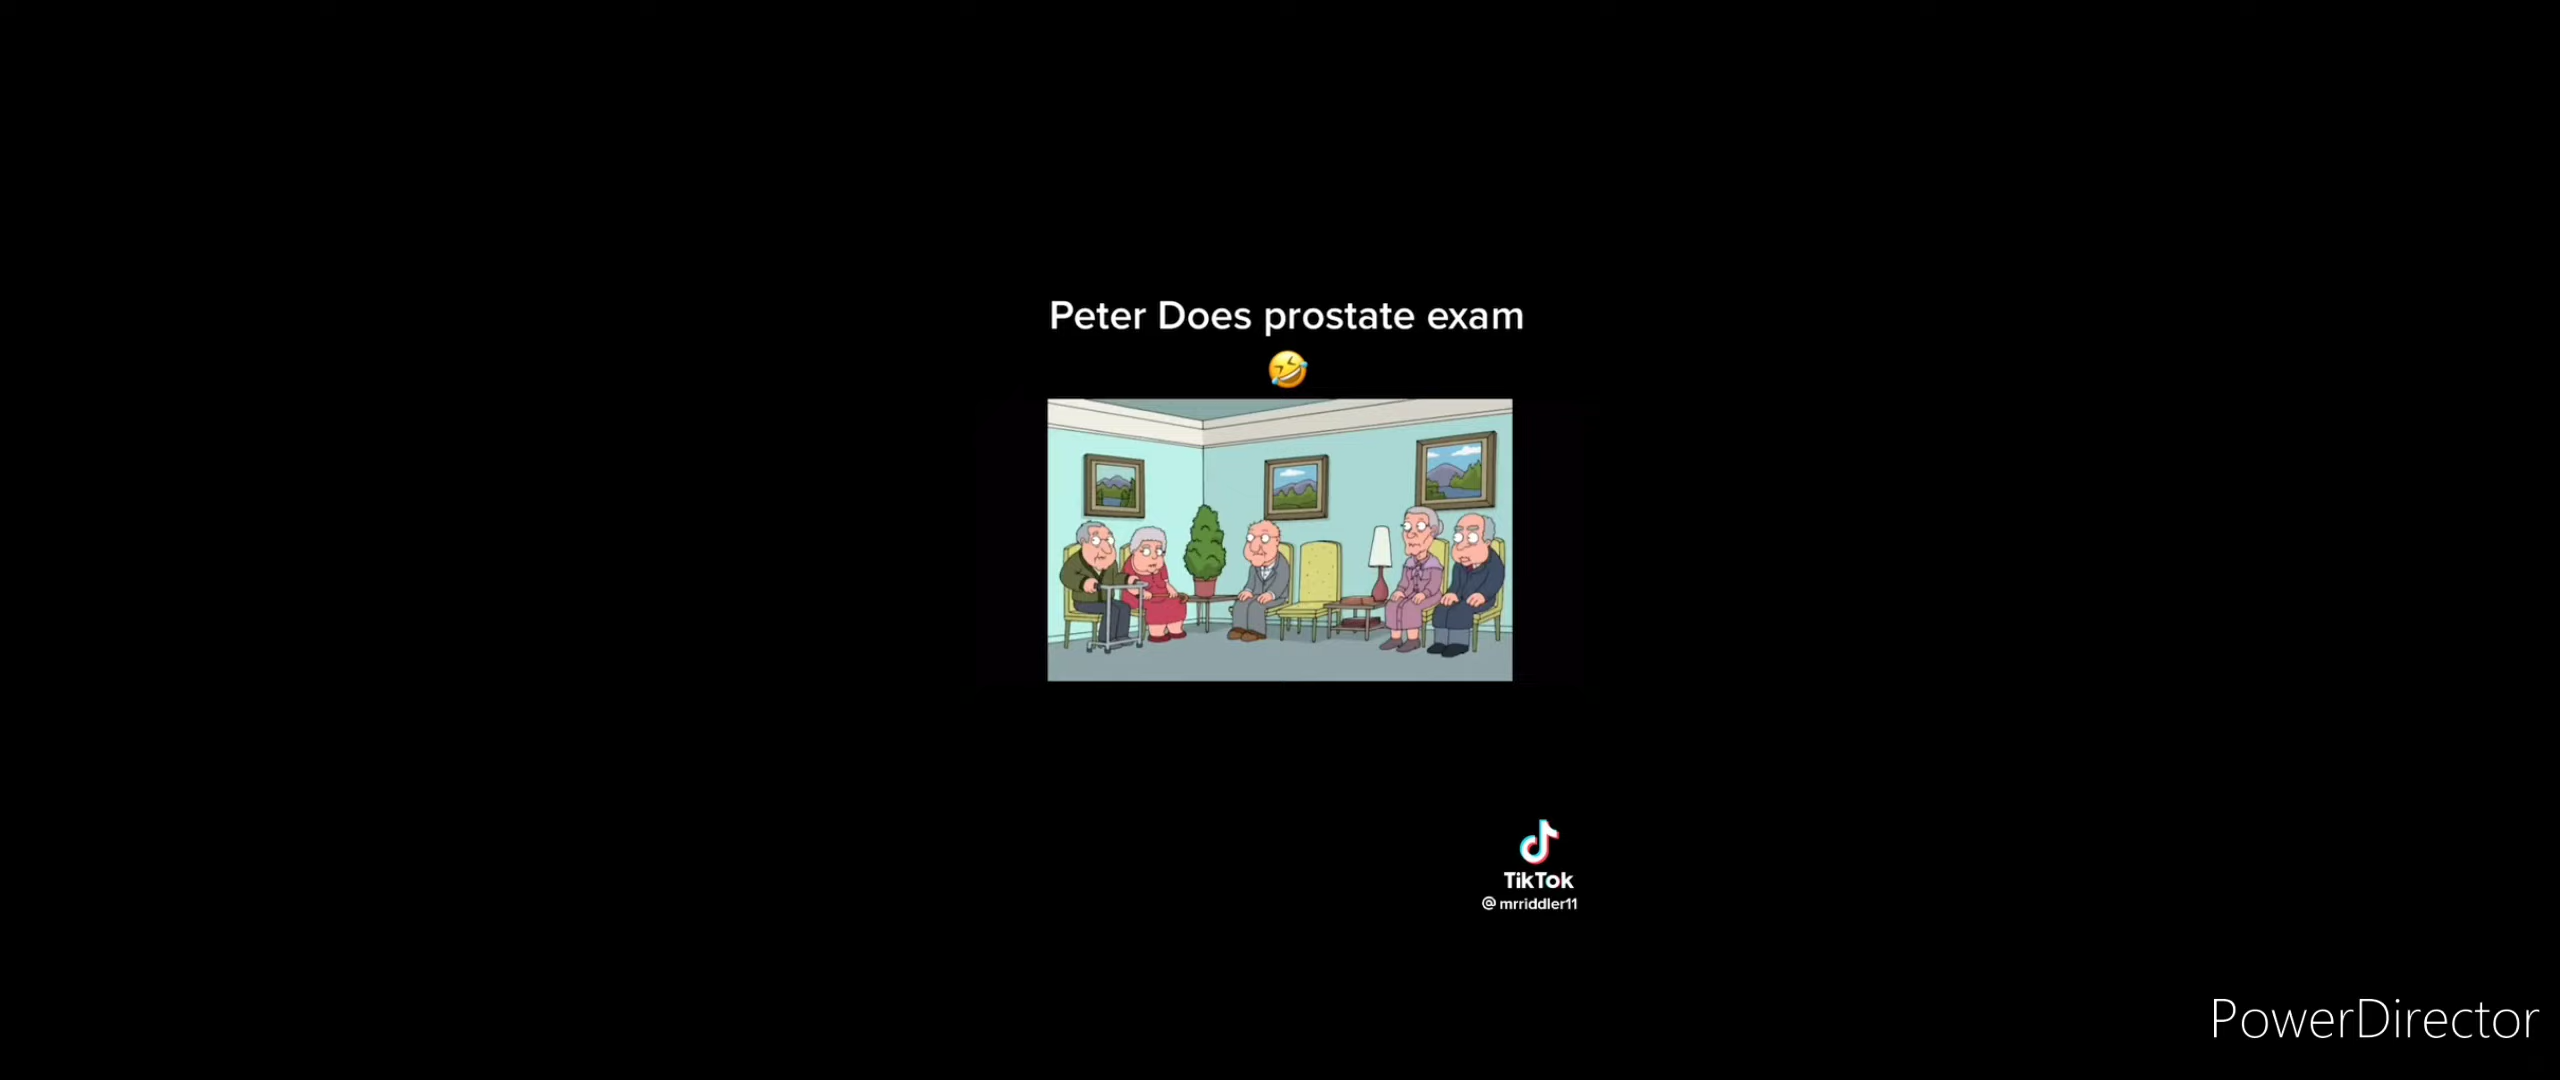 Peter Does prostate exam
🤣
TikTok
@ mrriddler11
PowerDirector